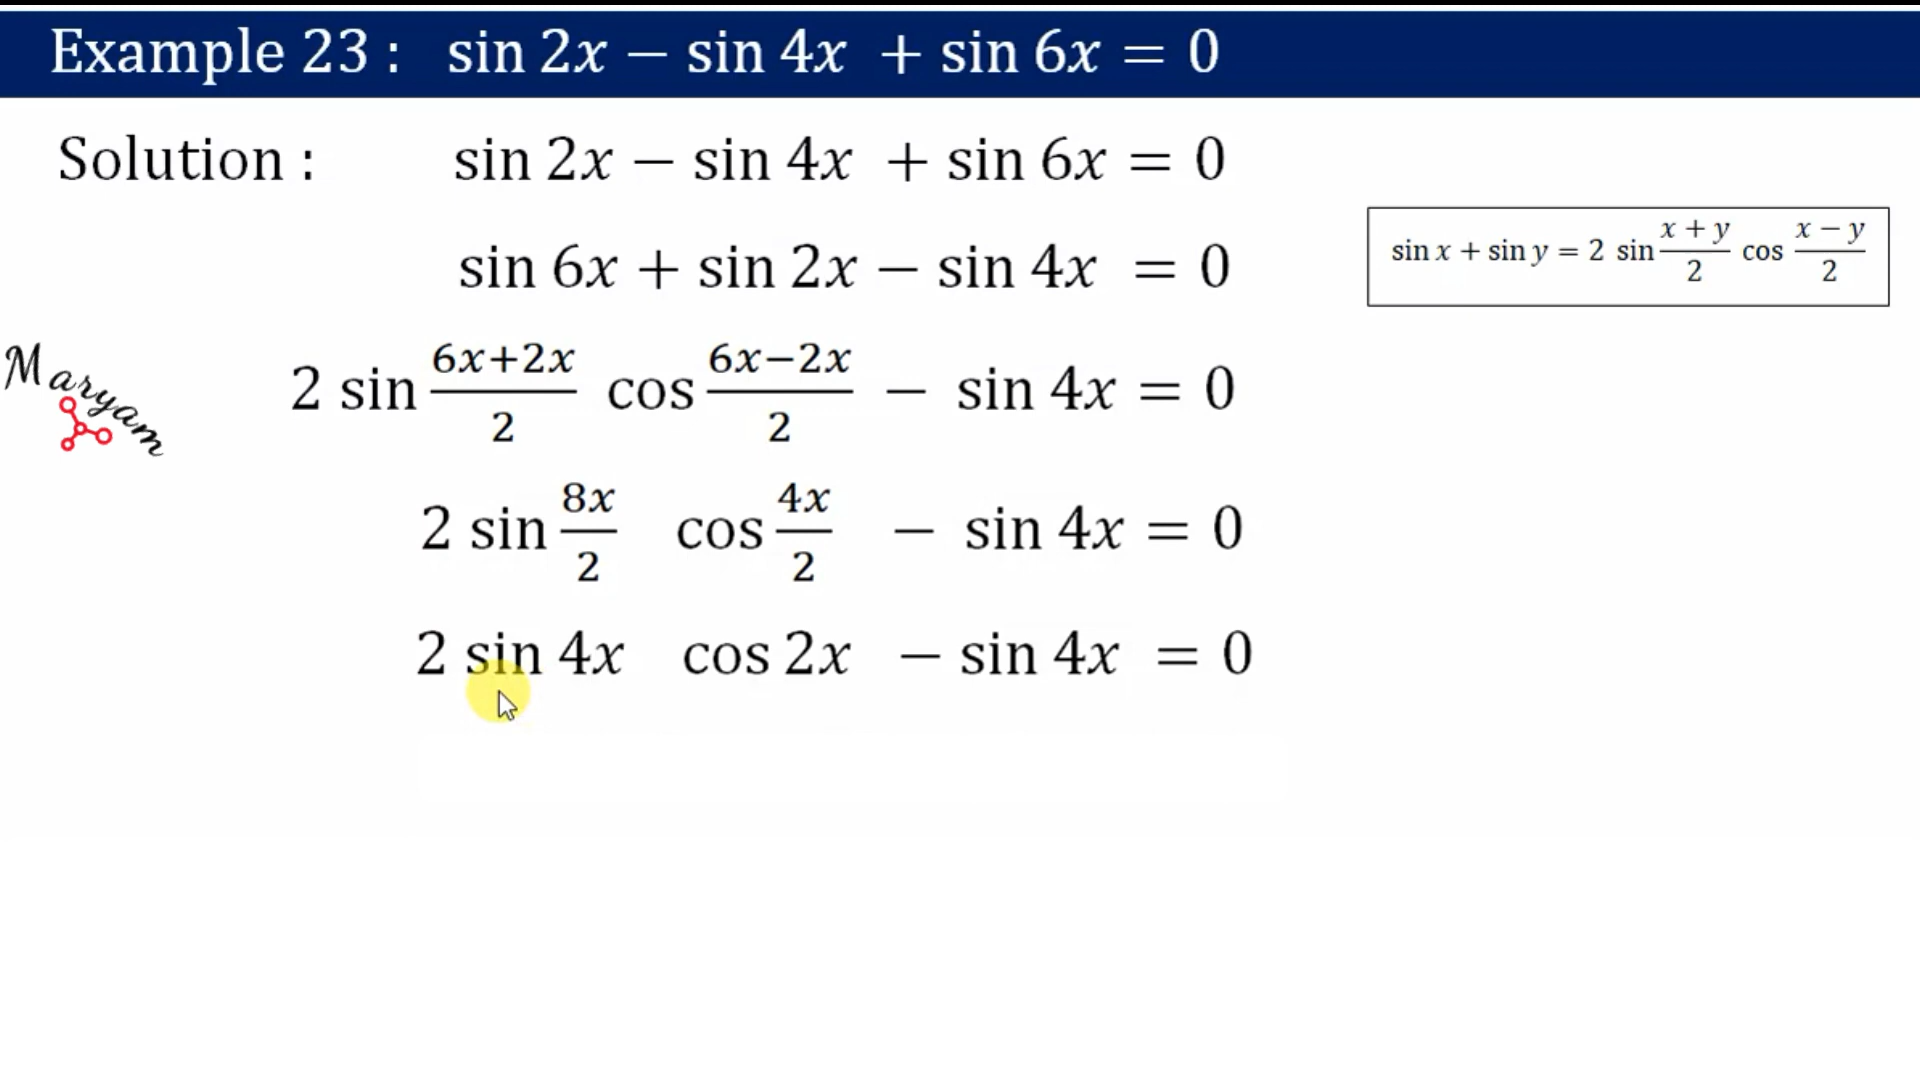 Example 23 : sin 2x − sin 4x + sin 6x = 0
Solution : sin 2x − sin 4x + sin 6x = 0
sin 6x + sin 2x − sin 4x = 0
sin x + sin y = 2 sin (x + y)/2 cos (x − y)/2
Maryam
2 sin (6x+2x)/2 cos (6x−2x)/2 − sin 4x = 0
2 sin 8x/2 cos 4x/2 − sin 4x = 0
2 sin 4x cos 2x − sin 4x = 0